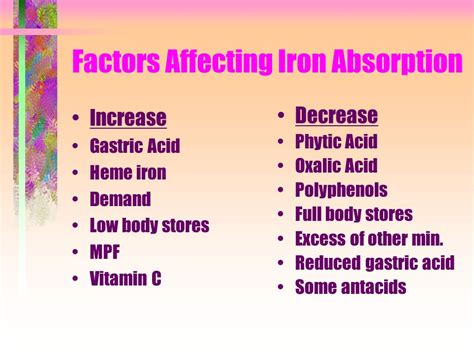 Factors Affecting Iron Absorption
• Increase
• Gastric Acid
• Heme iron
• Demand
• Low body stores
• MPF
• Vitamin C
• Decrease
• Phytic Acid
• Oxalic Acid
• Polyphenols
• Full body stores
• Excess of other min.
• Reduced gastric acid
• Some antacids